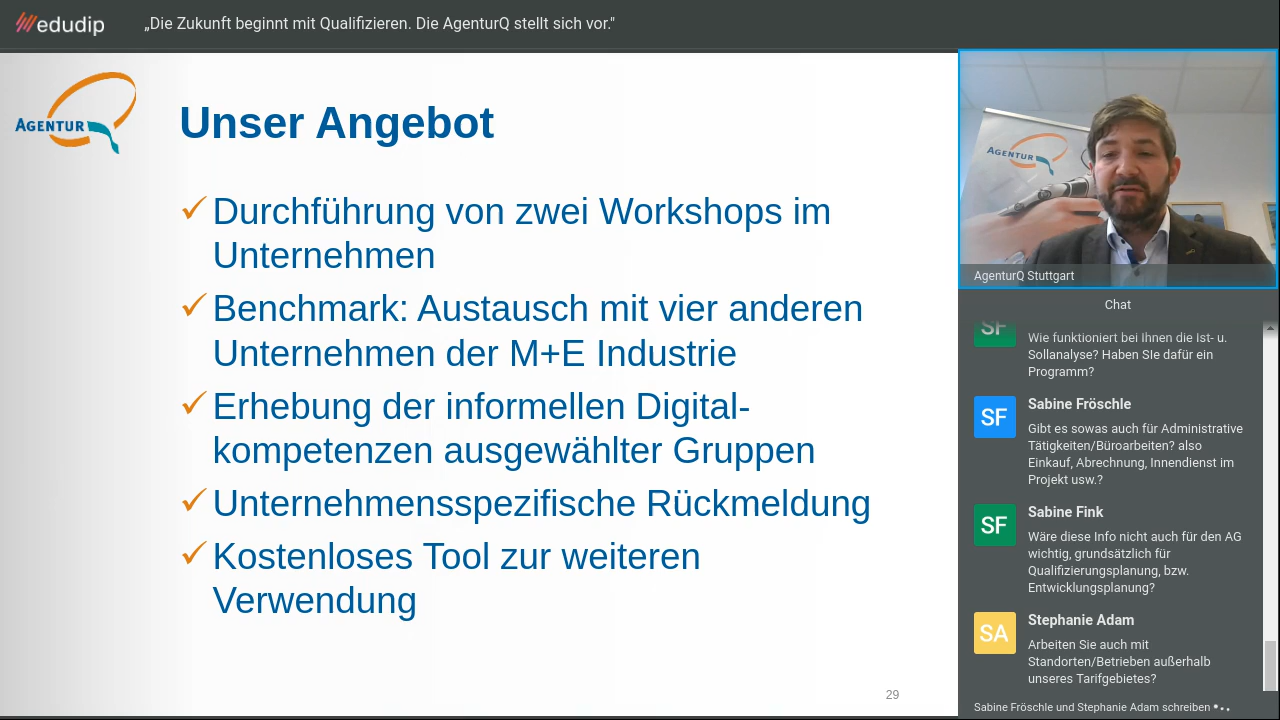 edudip
„Die Zukunft beginnt mit Qualifizieren. Die AgenturQ stellt sich vor."
AGENTUR
Unser Angebot
✓ Durchführung von zwei Workshops im
Unternehmen
✓ Benchmark: Austausch mit vier anderen
Unternehmen der M+E Industrie
✓ Erhebung der informellen Digital-
kompetenzen ausgewählter Gruppen
✓ Unternehmensspezifische Rückmeldung
✓ Kostenloses Tool zur weiteren
Verwendung
29
AGENTUR
AgenturQ Stuttgart
Chat
SF
Wie funktioniert bei Ihnen die Ist- u.
Sollanalyse? Haben SIe dafür ein
Programm?
SF
Sabine Fröschle
Gibt es sowas auch für Administrative
Tätigkeiten/Büroarbeiten? also
Einkauf, Abrechnung, Innendienst im
Projekt usw.?
SF
Sabine Fink
Wäre diese Info nicht auch für den AG
wichtig, grundsätzlich für
Qualifizierungsplanung, bzw.
Entwicklungsplanung?
SA
Stephanie Adam
Arbeiten Sie auch mit
Standorten/Betrieben außerhalb
unseres Tarifgebietes?
Sabine Fröschle und Stephanie Adam schreiben